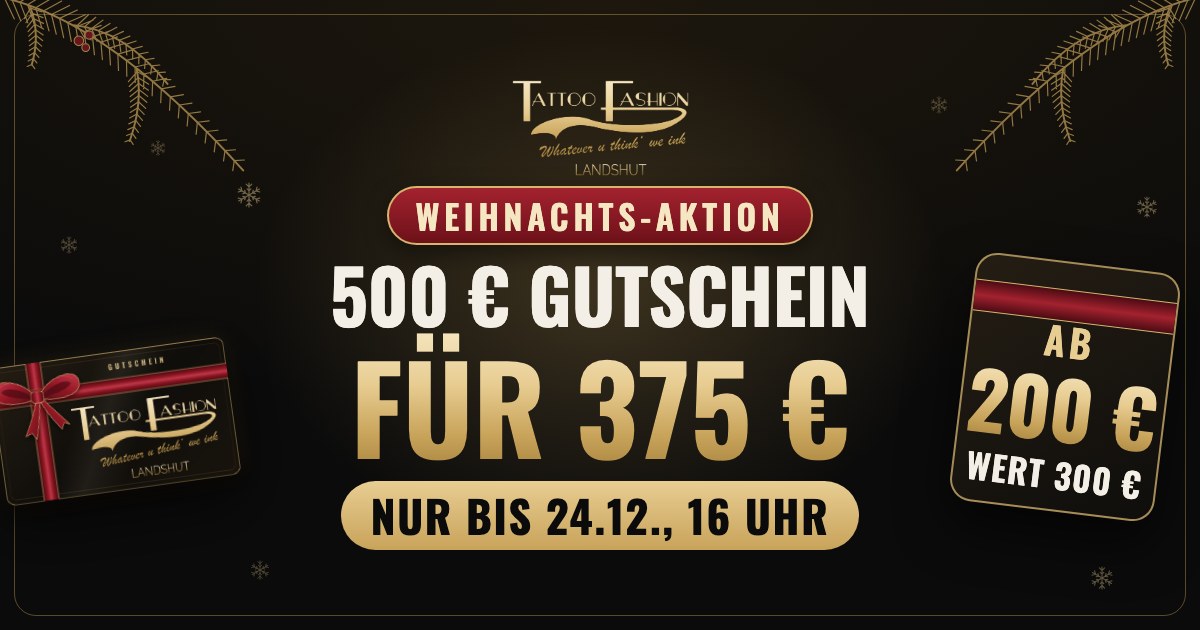 TATTOO FASHION
Whatever u think' we ink
LANDSHUT
WEIHNACHTS-AKTION
500 € GUTSCHEIN
FÜR 375 €
NUR BIS 24.12., 16 UHR
GUTSCHEIN
TATTOO FASHION
Whatever u think' we ink
LANDSHUT
AB
200 €
WERT 300 €